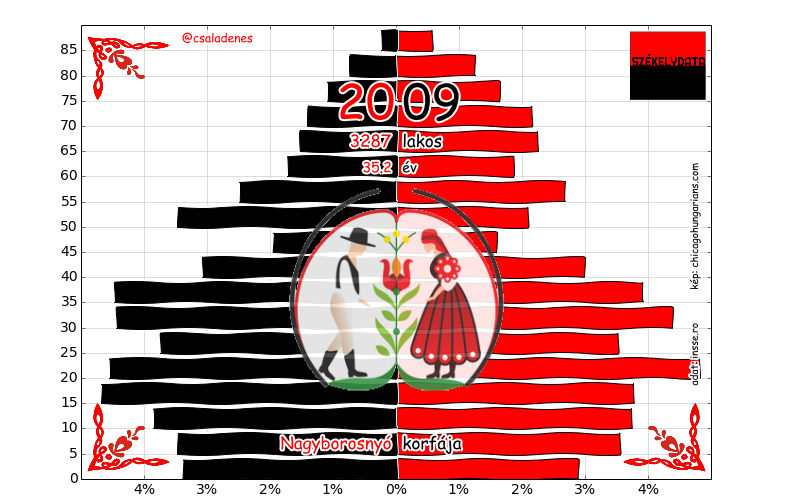 @csaladenes
SZÉKELYDATA
2009
3287 lakos
35.2 év
kép: chicagohungarians.com
adat: insse.ro
Nagyborosnyó korfája
85
80
75
70
65
60
55
50
45
40
35
30
25
20
15
10
5
0
4% 3% 2% 1% 0% 1% 2% 3% 4%